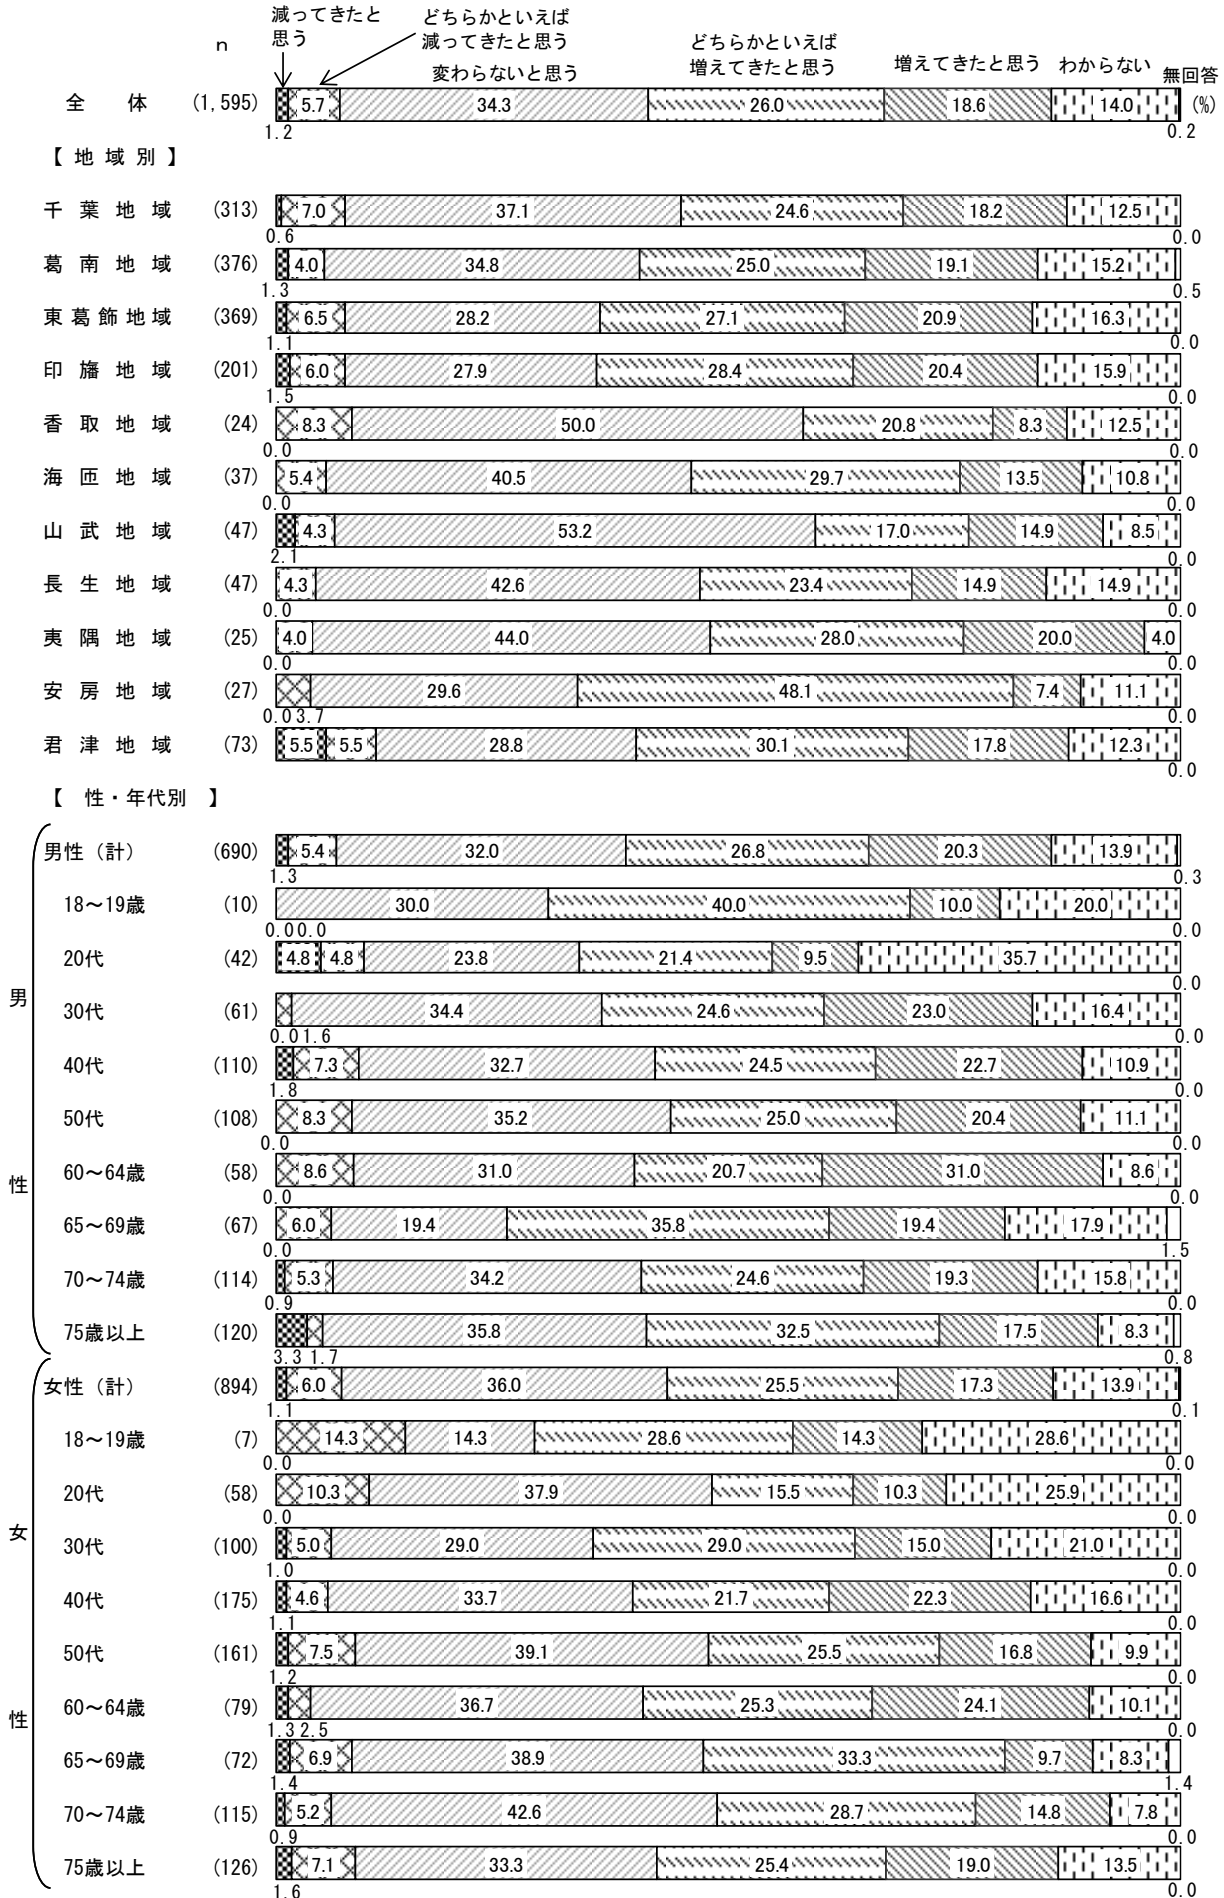 減ってきたと
思う
どちらかといえば
減ってきたと思う
変わらないと思う
どちらかといえば
増えてきたと思う
増えてきたと思う
わからない
無回答
n
(%)
全体 (1,595) 5.7 34.3 26.0 18.6 14.0
1.2 0.2
【地域別】
千葉地域 (313) 7.0 37.1 24.6 18.2 12.5
0.6 0.0
葛南地域 (376) 4.0 34.8 25.0 19.1 15.2
1.3 0.5
東葛飾地域 (369) 6.5 28.2 27.1 20.9 16.3
1.1 0.0
印旛地域 (201) 6.0 27.9 28.4 20.4 15.9
1.5 0.0
香取地域 (24) 8.3 50.0 20.8 8.3 12.5
0.0 0.0
海匝地域 (37) 5.4 40.5 29.7 13.5 10.8
0.0 0.0
山武地域 (47) 4.3 53.2 17.0 14.9 8.5
2.1 0.0
長生地域 (47) 4.3 42.6 23.4 14.9 14.9
0.0 0.0
夷隅地域 (25) 4.0 44.0 28.0 20.0 4.0
0.0 0.0
安房地域 (27) 29.6 48.1 7.4 11.1
0.0 3.7 0.0
君津地域 (73) 5.5 5.5 28.8 30.1 17.8 12.3
0.0
【性・年代別】
男性
男性（計） (690) 5.4 32.0 26.8 20.3 13.9
1.3 0.3
18～19歳 (10) 30.0 40.0 10.0 20.0
0.0 0.0 0.0
20代 (42) 4.8 4.8 23.8 21.4 9.5 35.7
0.0
30代 (61) 34.4 24.6 23.0 16.4
0.0 1.6 0.0
40代 (110) 7.3 32.7 24.5 22.7 10.9
1.8 0.0
50代 (108) 8.3 35.2 25.0 20.4 11.1
0.0 0.0
60～64歳 (58) 8.6 31.0 20.7 31.0 8.6
0.0 0.0
65～69歳 (67) 6.0 19.4 35.8 19.4 17.9
0.0 1.5
70～74歳 (114) 5.3 34.2 24.6 19.3 15.8
0.9 0.0
75歳以上 (120) 35.8 32.5 17.5 8.3
3.3 1.7 0.8
女性
女性（計） (894) 6.0 36.0 25.5 17.3 13.9
1.1 0.1
18～19歳 (7) 14.3 14.3 28.6 14.3 28.6
0.0 0.0
20代 (58) 10.3 37.9 15.5 10.3 25.9
0.0 0.0
30代 (100) 5.0 29.0 29.0 15.0 21.0
1.0 0.0
40代 (175) 4.6 33.7 21.7 22.3 16.6
1.1 0.0
50代 (161) 7.5 39.1 25.5 16.8 9.9
1.2 0.0
60～64歳 (79) 36.7 25.3 24.1 10.1
1.3 2.5 0.0
65～69歳 (72) 6.9 38.9 33.3 9.7 8.3
1.4 1.4
70～74歳 (115) 5.2 42.6 28.7 14.8 7.8
0.9 0.0
75歳以上 (126) 7.1 33.3 25.4 19.0 13.5
1.6 0.0